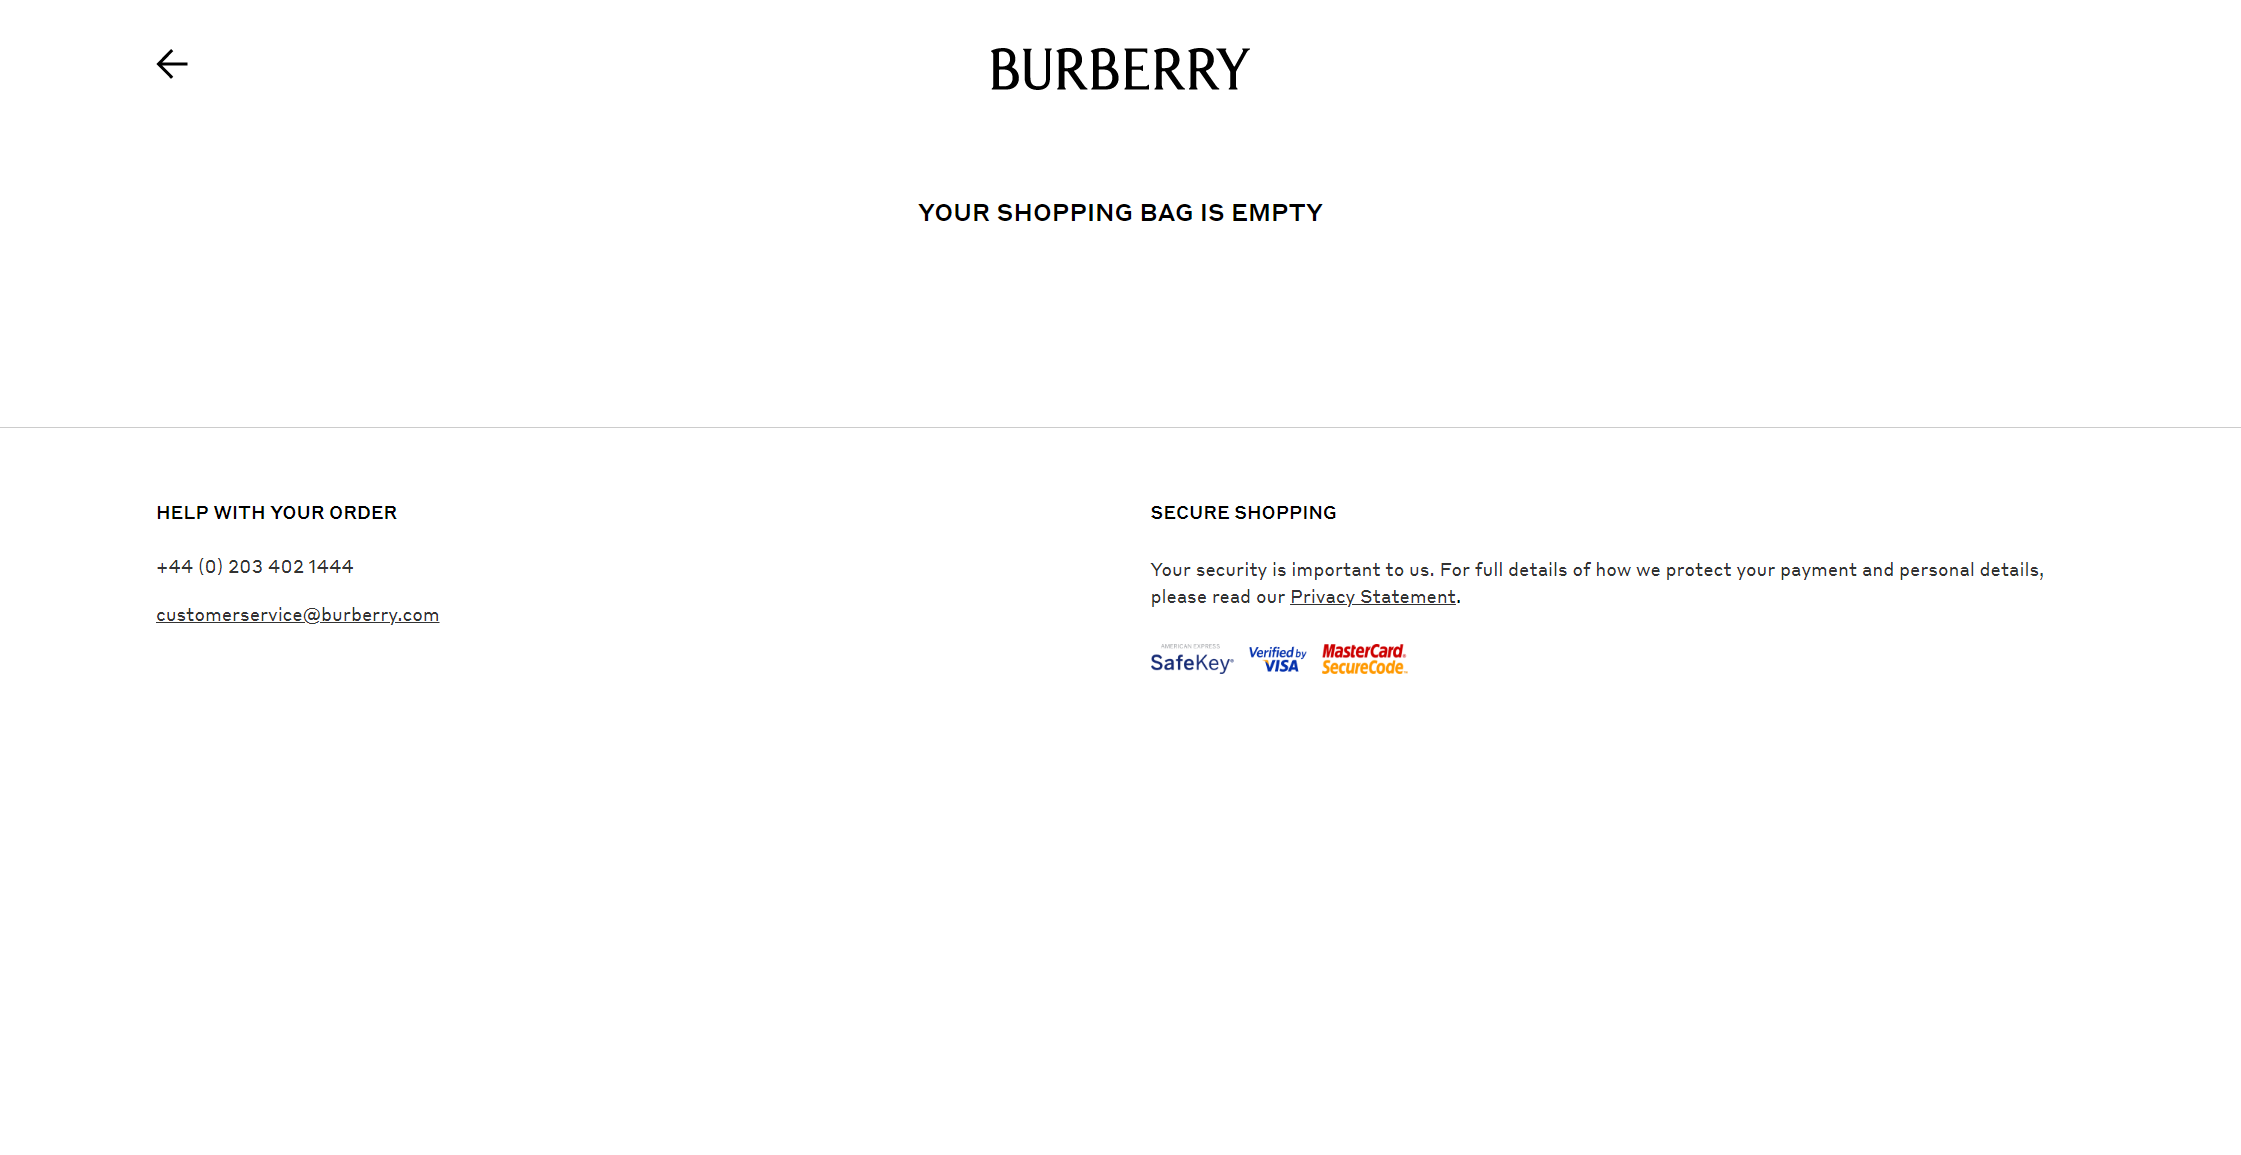 BURBERRY
YOUR SHOPPING BAG IS EMPTY
HELP WITH YOUR ORDER
+44 (0) 203 402 1444
customerservice@burberry.com
SECURE SHOPPING
Your security is important to us. For full details of how we protect your payment and personal details,
please read our Privacy Statement.
AMERICAN EXPRESS
SafeKey®
Verified by
VISA
MasterCard.
SecureCode.